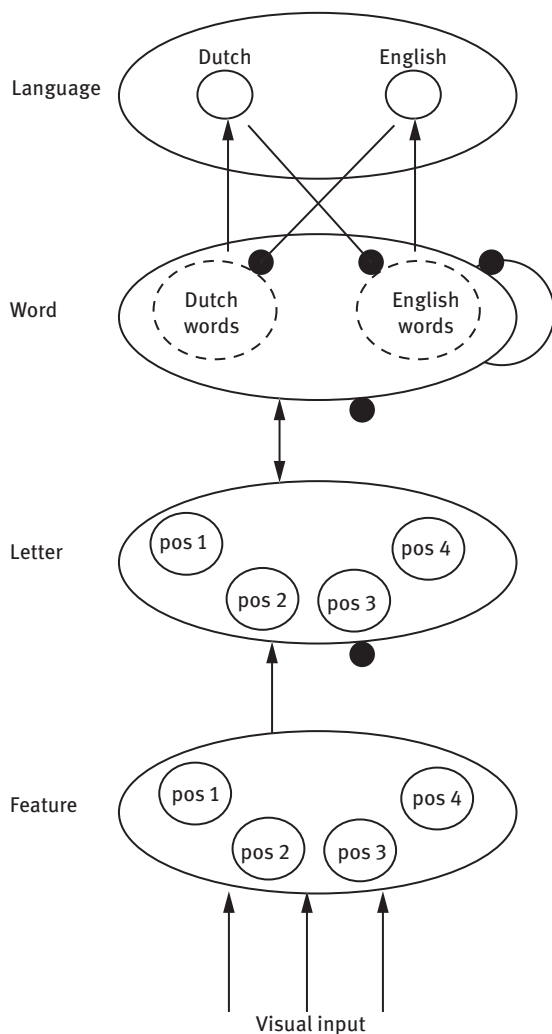 Dutch English
Language
Word
Dutch
words
English
words
Letter
pos 1
pos 4
pos 2
pos 3
Feature
pos 1
pos 4
pos 2
pos 3
Visual input